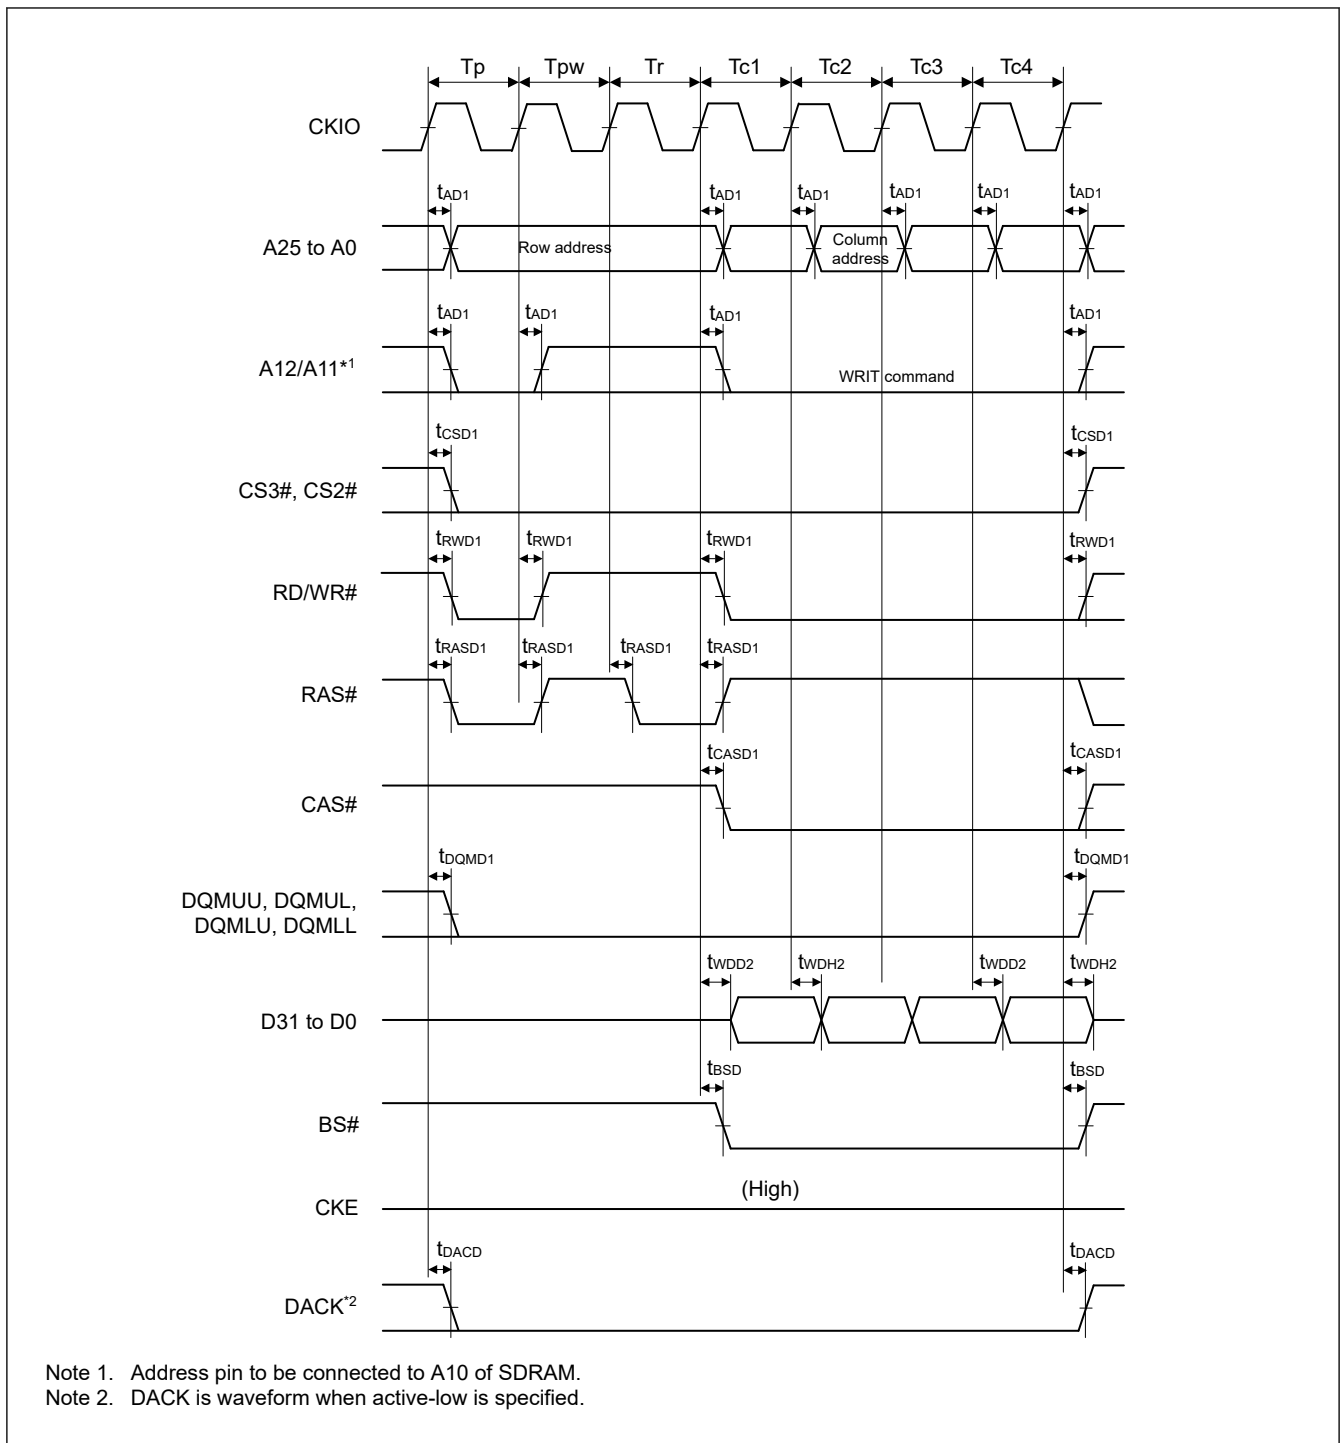 Tp Tpw Tr Tc1 Tc2 Tc3 Tc4
CKIO
tAD1 tAD1 tAD1 tAD1 tAD1 tAD1
A25 to A0 Row address Column address
tAD1 tAD1 tAD1 tAD1
A12/A11*1 WRIT command
tCSD1 tCSD1
CS3#, CS2#
tRWD1 tRWD1 tRWD1 tRWD1
RD/WR#
tRASD1 tRASD1 tRASD1 tRASD1
RAS#
tCASD1 tCASD1
CAS#
tDQMD1 tDQMD1
DQMUU, DQMUL,
DQMLU, DQMLL
tWDD2 tWDH2 tWDD2 tWDH2
D31 to D0
tBSD tBSD
BS#
(High)
CKE
tDACD tDACD
DACK*2
Note 1. Address pin to be connected to A10 of SDRAM.
Note 2. DACK is waveform when active-low is specified.